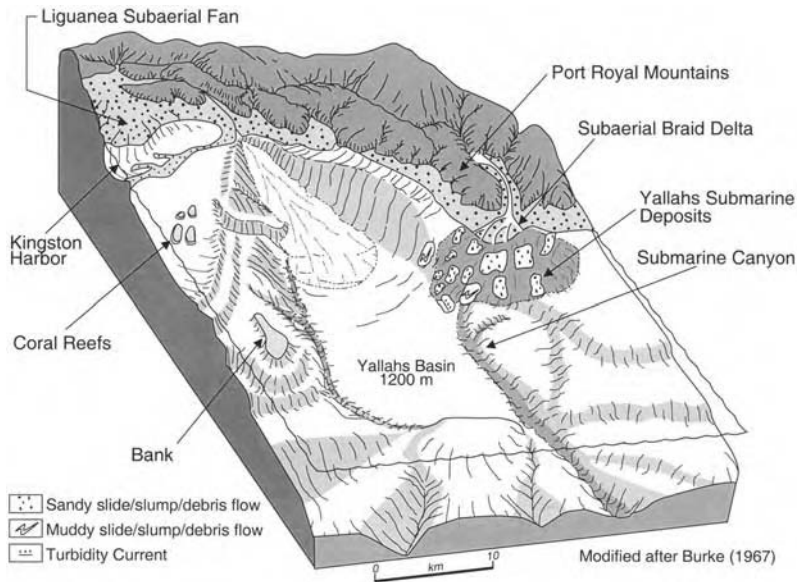 Liguanea Subaerial Fan
Port Royal Mountains
Subaerial Braid Delta
Yallahs Submarine
Deposits
Submarine Canyon
Kingston
Harbor
Coral Reefs
Bank
Yallahs Basin
1200 m
Sandy slide/slump/debris flow
Muddy slide/slump/debris flow
Turbidity Current
0 10
km
Modified after Burke (1967)